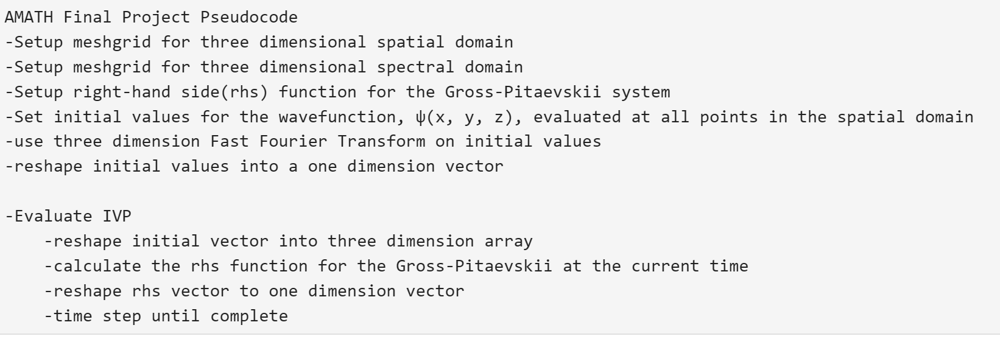 AMATH Final Project Pseudocode
-Setup meshgrid for three dimensional spatial domain
-Setup meshgrid for three dimensional spectral domain
-Setup right-hand side(rhs) function for the Gross-Pitaevskii system
-Set initial values for the wavefunction, ψ(x, y, z), evaluated at all points in the spatial domain
-use three dimension Fast Fourier Transform on initial values
-reshape initial values into a one dimension vector
-Evaluate IVP
-reshape initial vector into three dimension array
-calculate the rhs function for the Gross-Pitaevskii at the current time
-reshape rhs vector to one dimension vector
-time step until complete